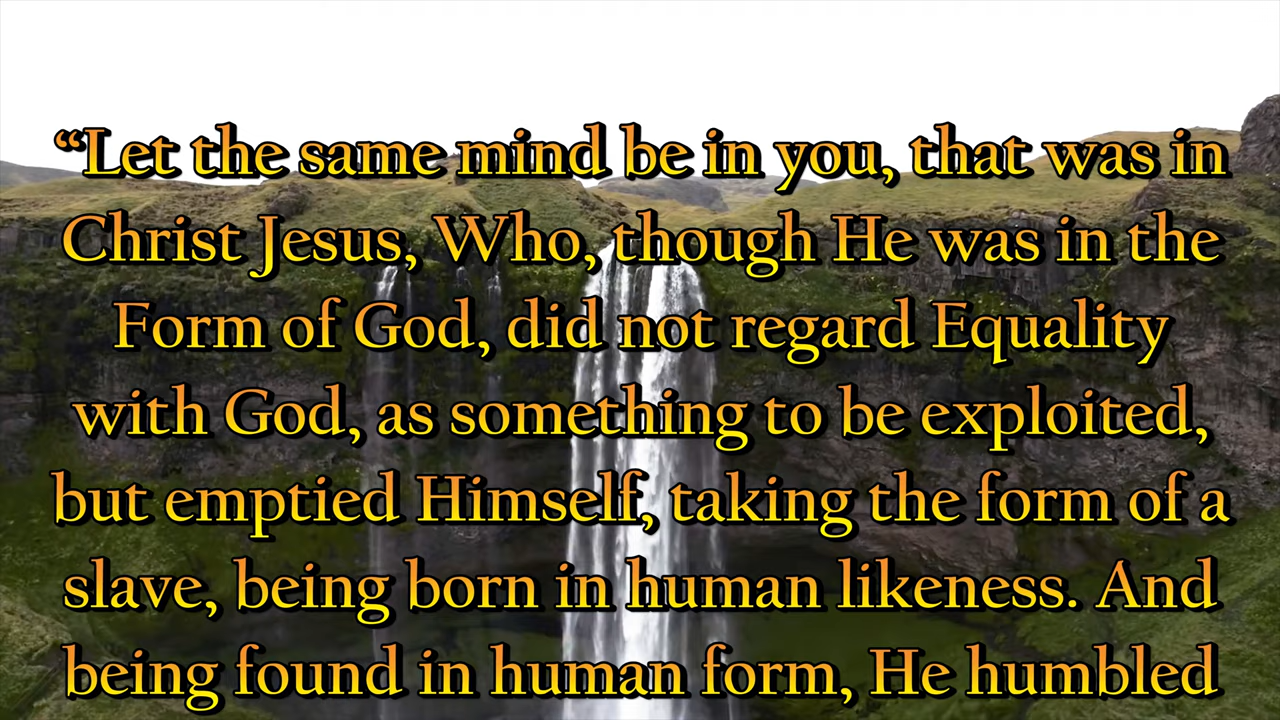 “Let the same mind be in you, that was in
Christ Jesus, Who, though He was in the
Form of God, did not regard Equality
with God, as something to be exploited,
but emptied Himself, taking the form of a
slave, being born in human likeness. And
being found in human form, He humbled